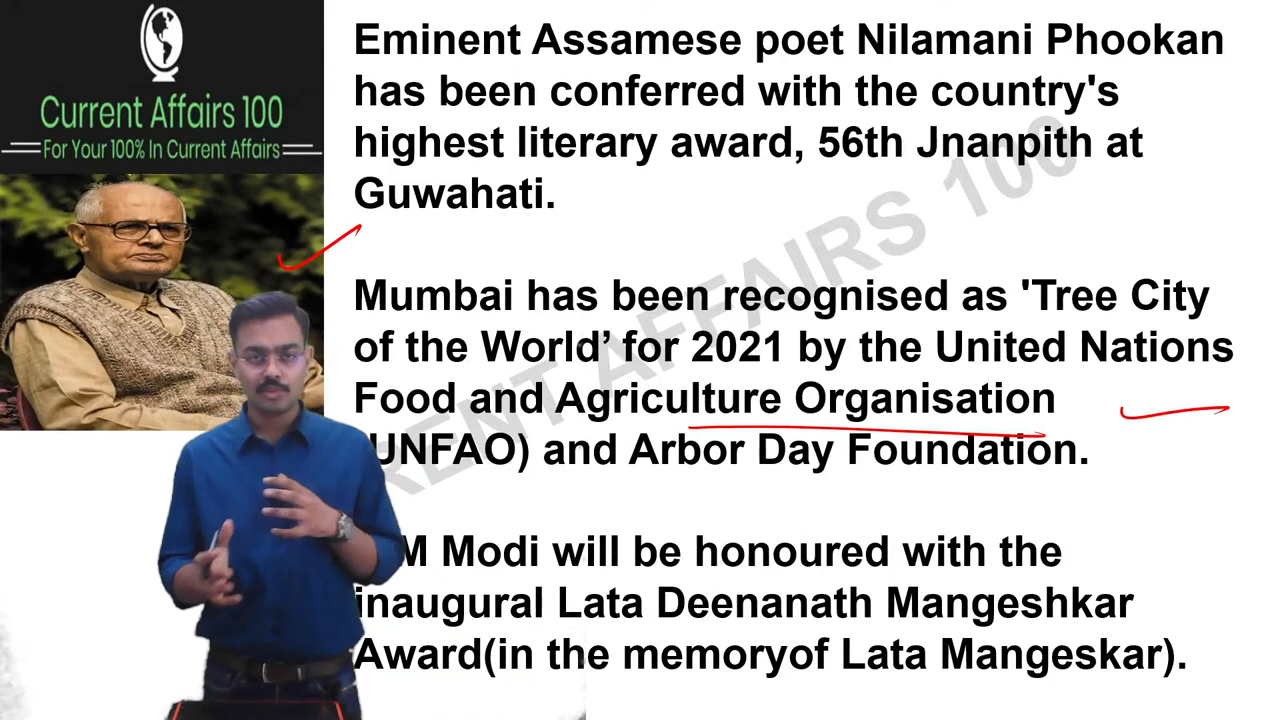 Current Affairs 100
For Your 100% In Current Affairs
Eminent Assamese poet Nilamani Phookan
has been conferred with the country's
highest literary award, 56th Jnanpith at
Guwahati.
Mumbai has been recognised as 'Tree City
of the World’ for 2021 by the United Nations
Food and Agriculture Organisation
UNFAO) and Arbor Day Foundation.
M Modi will be honoured with the
inaugural Lata Deenanath Mangeshkar
Award(in the memoryof Lata Mangeskar).
RENT AFFAIRS 100